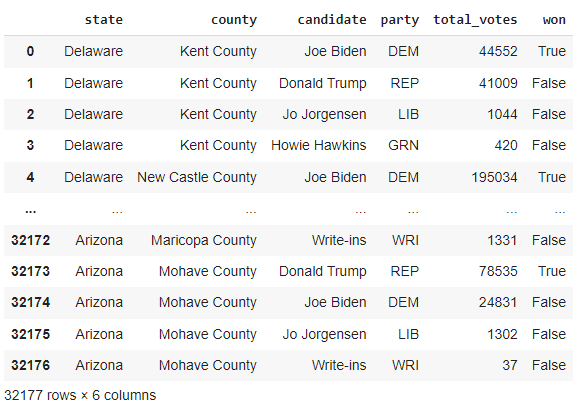 state county candidate party total_votes won
0 Delaware Kent County Joe Biden DEM 44552 True
1 Delaware Kent County Donald Trump REP 41009 False
2 Delaware Kent County Jo Jorgensen LIB 1044 False
3 Delaware Kent County Howie Hawkins GRN 420 False
4 Delaware New Castle County Joe Biden DEM 195034 True
... ... ... ... ... ... ...
32172 Arizona Maricopa County Write-ins WRI 1331 False
32173 Arizona Mohave County Donald Trump REP 78535 True
32174 Arizona Mohave County Joe Biden DEM 24831 False
32175 Arizona Mohave County Jo Jorgensen LIB 1302 False
32176 Arizona Mohave County Write-ins WRI 37 False
32177 rows × 6 columns